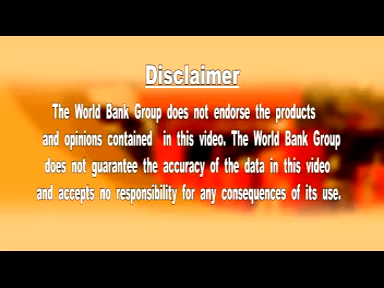 Disclaimer
The World Bank Group does not endorse the products
and opinions contained in this video. The World Bank Group
does not guarantee the accuracy of the data in this video
and accepts no responsibility for any consequences of its use.